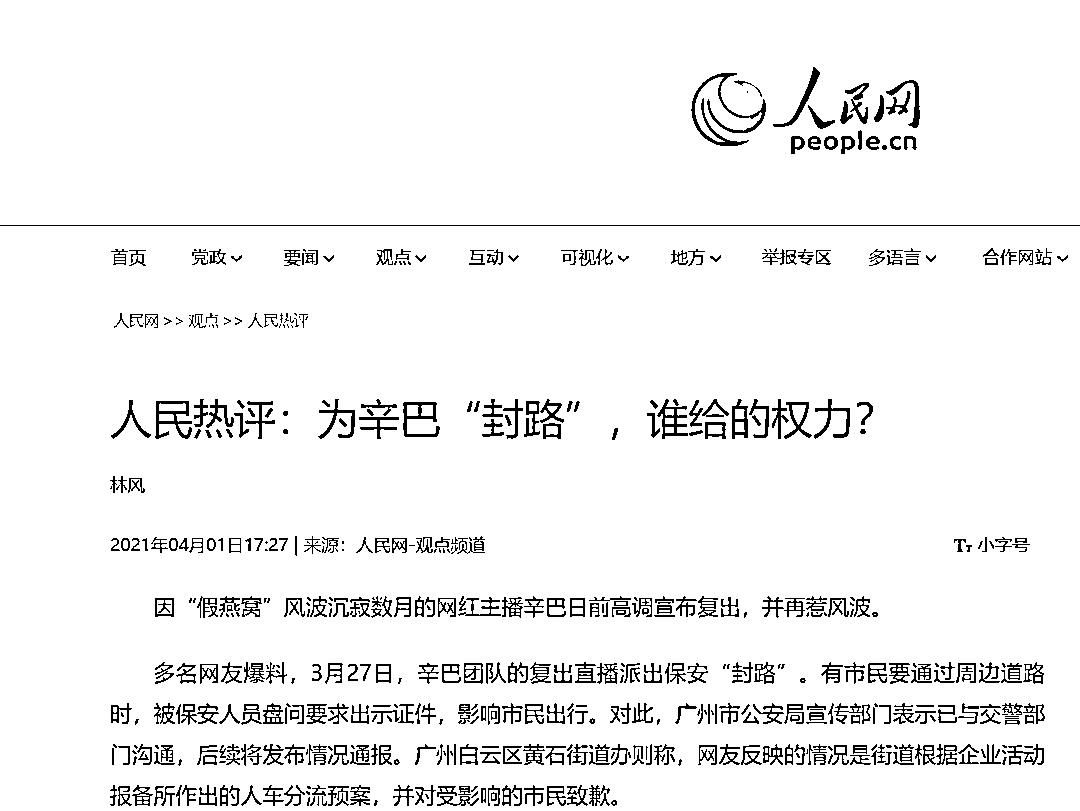 人民网
people.cn
首页 党政 要闻 观点 互动 可视化 地方 举报专区 多语言 合作网站
人民网 >> 观点 >> 人民热评
人民热评：为辛巴“封路”，谁给的权力？
林风
2021年04月01日17:27 | 来源：人民网-观点频道 TT 小字号
因“假燕窝”风波沉寂数月的网红主播辛巴日前高调宣布复出，并再惹风波。
多名网友爆料，3月27日，辛巴团队的复出直播派出保安“封路”。有市民要通过周边道路
时，被保安人员盘问要求出示证件，影响市民出行。对此，广州市公安局宣传部门表示已与交警部
门沟通，后续将发布情况通报。广州白云区黄石街道办则称，网友反映的情况是街道根据企业活动
报备所作出的人车分流预案，并对受影响的市民致歉。